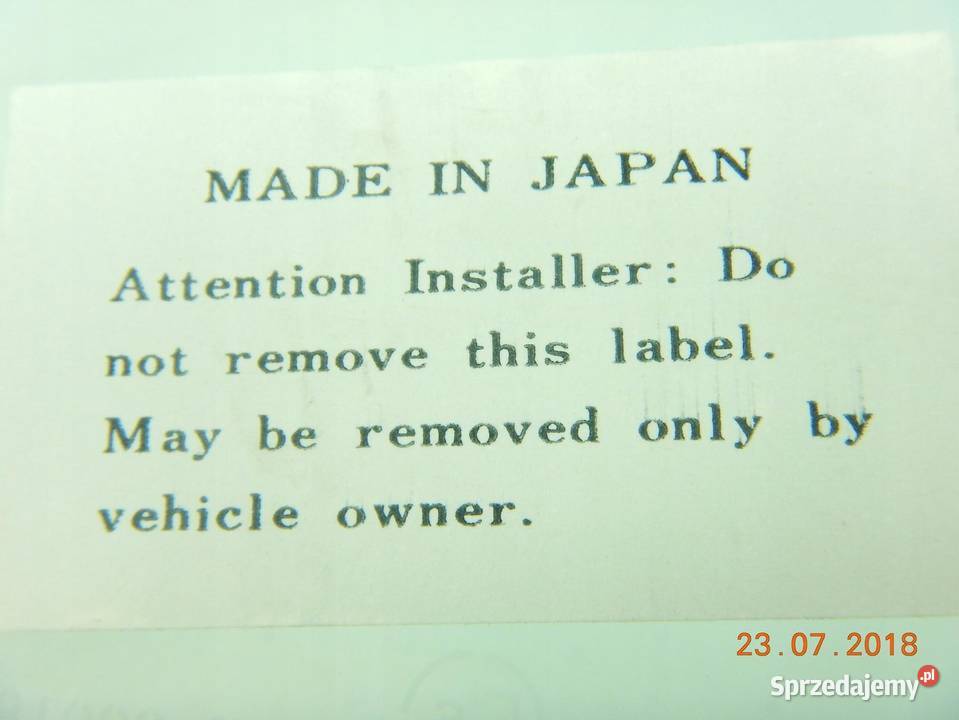 MADE IN JAPAN
Attention Installer: Do
not remove this label.
May be removed only by
vehicle owner.
23.07.2018
Sprzedajemy.pl